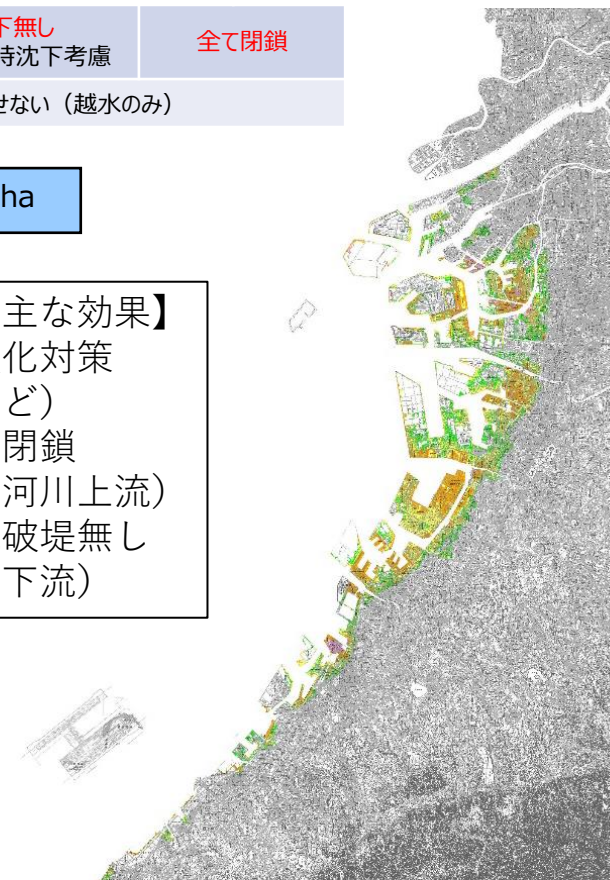 下無し
時沈下考慮
全て閉鎖
せない（越水のみ）
ha
主な効果】
化対策
ど）
閉鎖
河川上流）
破堤無し
下流）